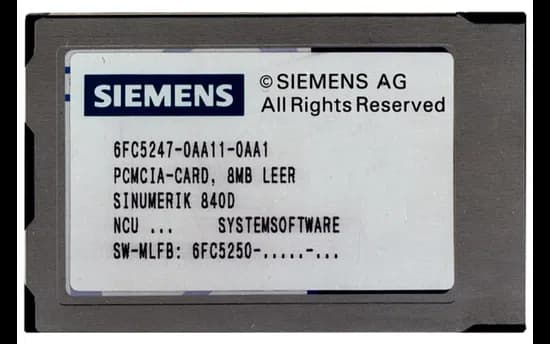 SIEMENS
© SIEMENS AG
All Rights Reserved
6FC5247-0AA11-0AA1
PCMCIA-CARD, 8MB LEER
SINUMERIK 840D
NCU ... SYSTEMSOFTWARE
SW-MLFB: 6FC5250-.....-...